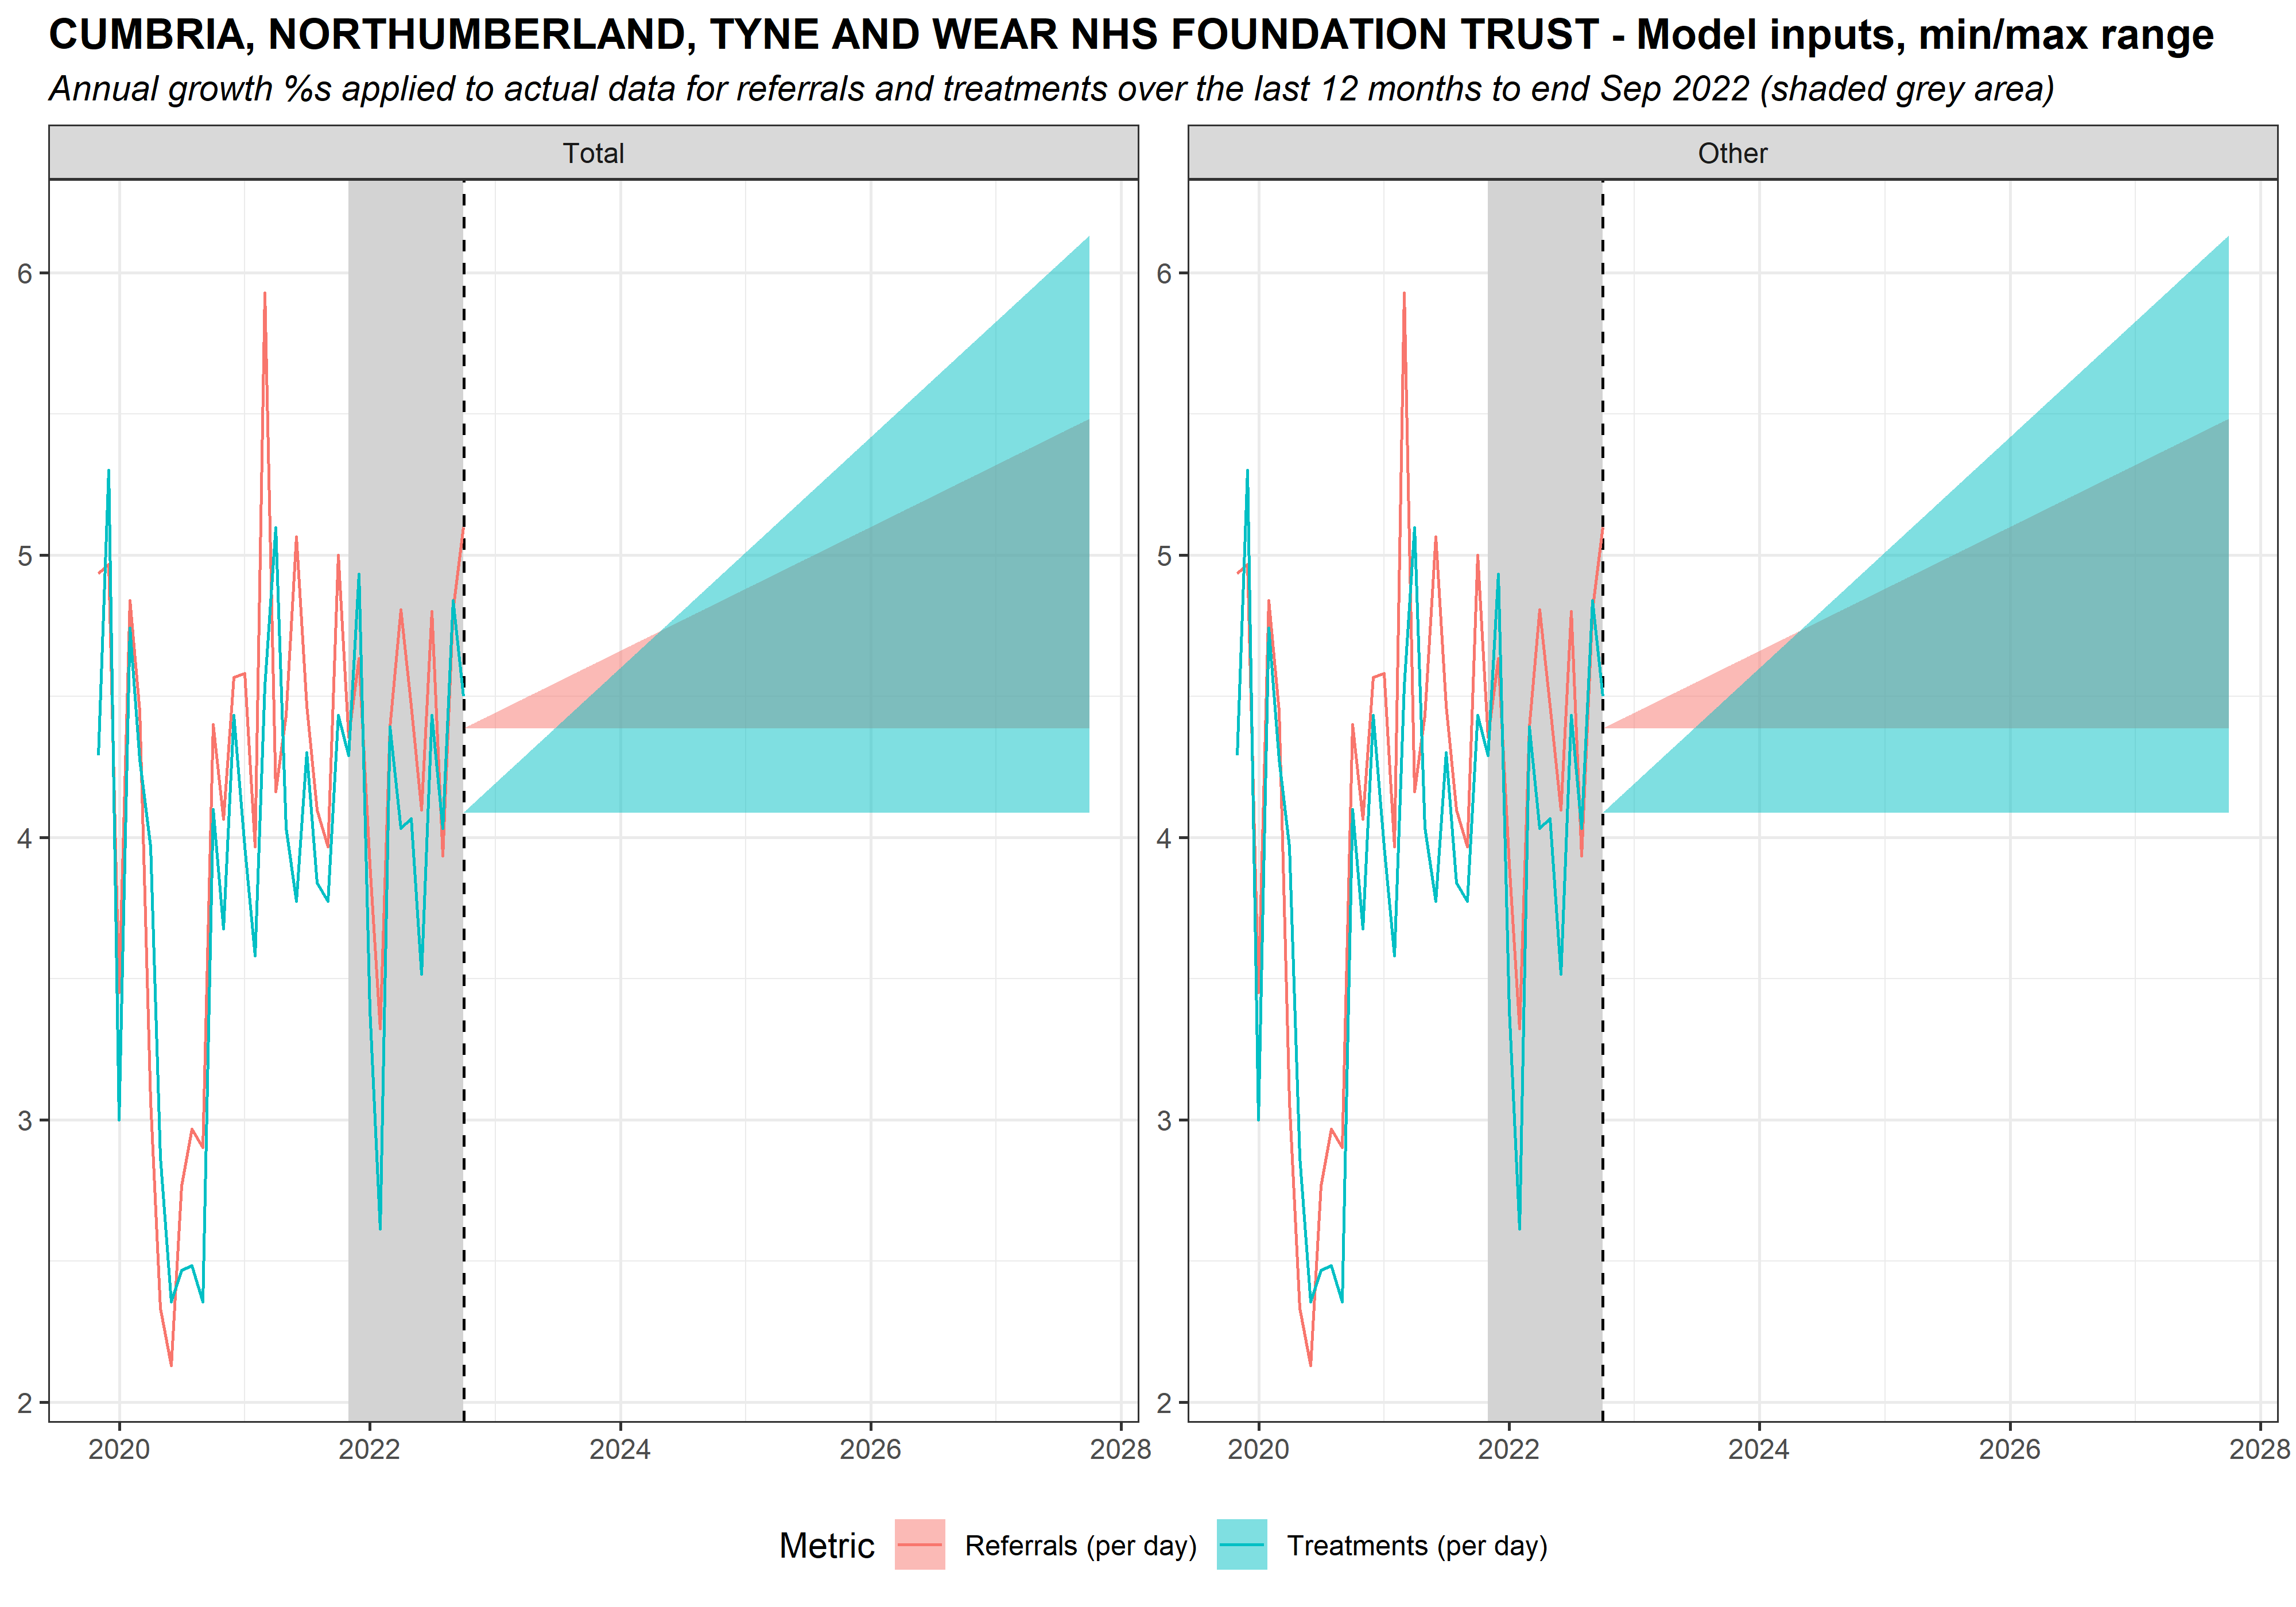 CUMBRIA, NORTHUMBERLAND, TYNE AND WEAR NHS FOUNDATION TRUST - Model inputs, min/max range
Annual growth %s applied to actual data for referrals and treatments over the last 12 months to end Sep 2022 (shaded grey area)
Total
Other
6
5
4
3
2
6
5
4
3
2
2020 2022 2024 2026 2028
2020 2022 2024 2026 2028
Metric Referrals (per day) Treatments (per day)